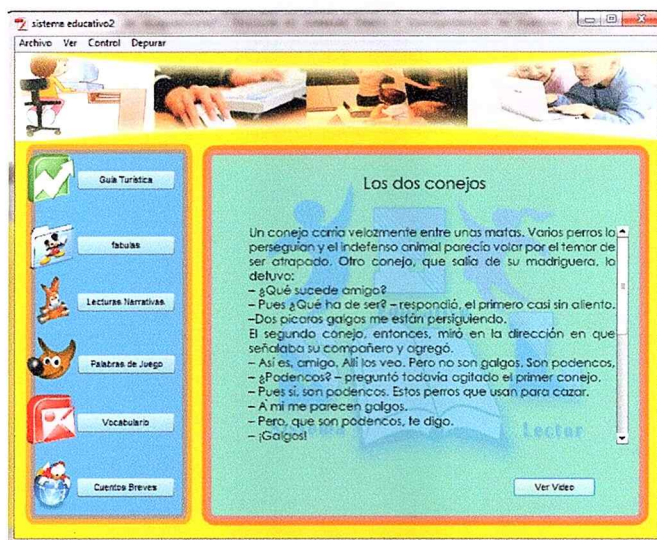 sistema educativo2
Archivo Ver Control Depurar
Guía Turística
fabulas
Lecturas Narrativas
Palabras de Juego
Vocabulario
Cuentos Breves
Los dos conejos
Un conejo corría velozmente entre unas matas. Varios perros lo
perseguían y el indefenso animal parecía volar por el temor de
ser atrapado. Otro conejo, que salía de su madriguera, lo
detuvo:
– ¿Qué sucede amigo?
– Pues ¿Qué ha de ser? – respondió, el primero casi sin aliento.
–Dos pícaros galgos me están persiguiendo.
El segundo conejo, entonces, miró en la dirección en que
señalaba su compañero y agregó.
– Así es, amigo, Allí los veo. Pero no son galgos, Son podencos,
– ¿Podencos? – preguntó todavía agitado el primer conejo.
– Pues sí, son podencos. Estos perros que usan para cazar.
– A mí me parecen galgos.
– Pero, que son podencos, te digo.
– ¡Galgos!
Lector
Ver Video